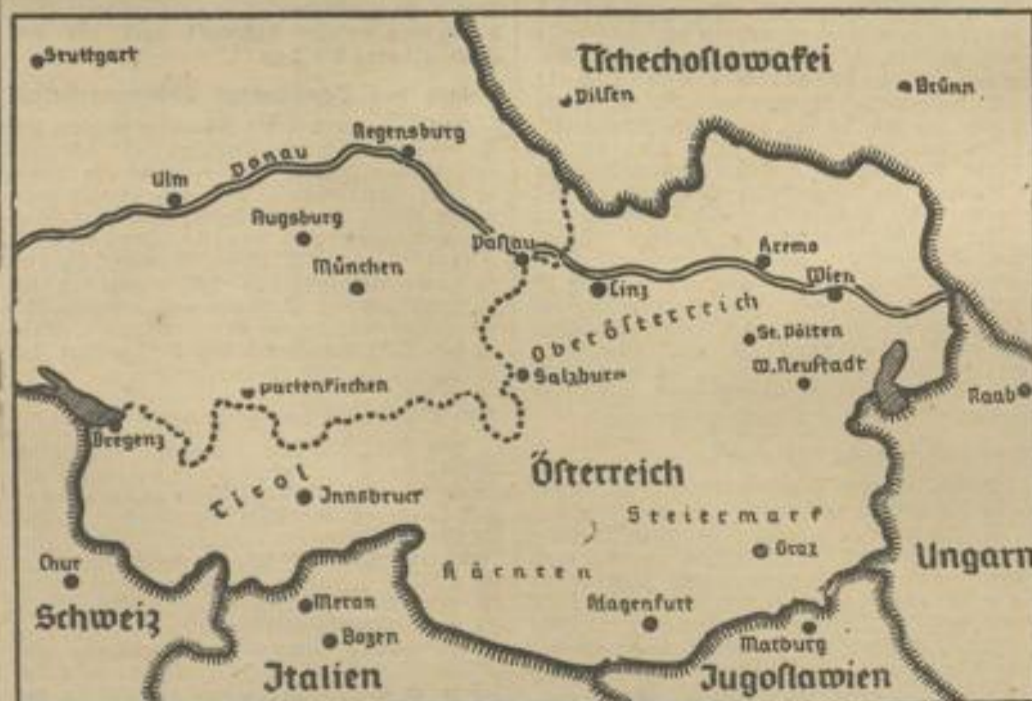 Stuttgart
Tschechoslowakei
Pilsen
Brünn
Regensburg
Donau
Ulm
Augsburg
München
Passau
Krems
Wien
Linz
Oberösterreich
St. Pölten
W. Neustadt
Salzburg
Partenkirchen
Raab
Bregenz
Österreich
Tirol
Innsbruck
Steiermark
Graz
Ungarn
Chur
Kärnten
Schweiz
Meran
Klagenfurt
Bozen
Marburg
Italien
Jugoslawien